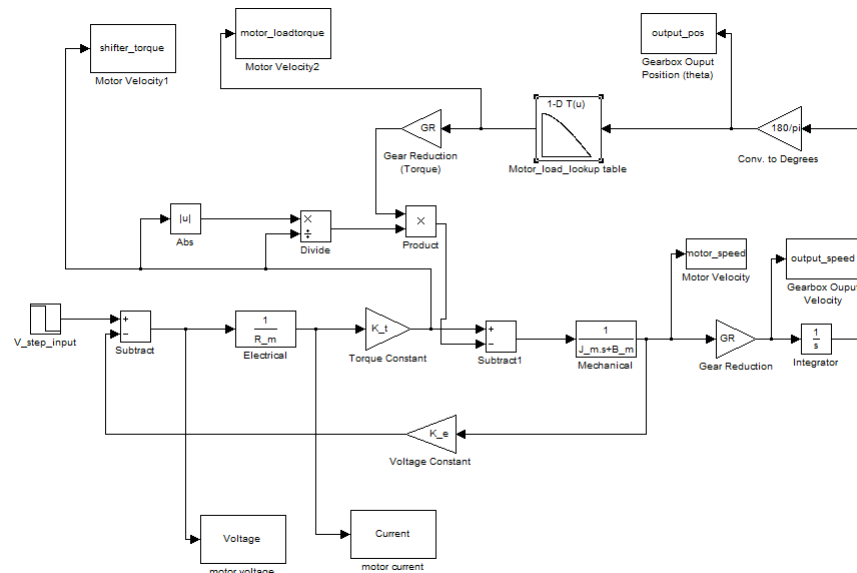 shifter_torque
Motor Velocity1
motor_loadtorque
Motor Velocity2
output_pos
Gearbox Ouput
Position (theta)
1-D T(u)
Motor_load_lookup table
GR
Gear Reduction
(Torque)
180/pi
Conv. to Degrees
|u|
Abs
×
÷
Divide
×
Product
motor_speed
Motor Velocity
output_speed
Gearbox Ouput
Velocity
V_step_input
+
−
Subtract
1
R_m
Electrical
K_t
Torque Constant
+
−
Subtract1
1
J_m.s+B_m
Mechanical
GR
Gear Reduction
1
s
Integrator
K_e
Voltage Constant
Voltage
motor voltage
Current
motor current